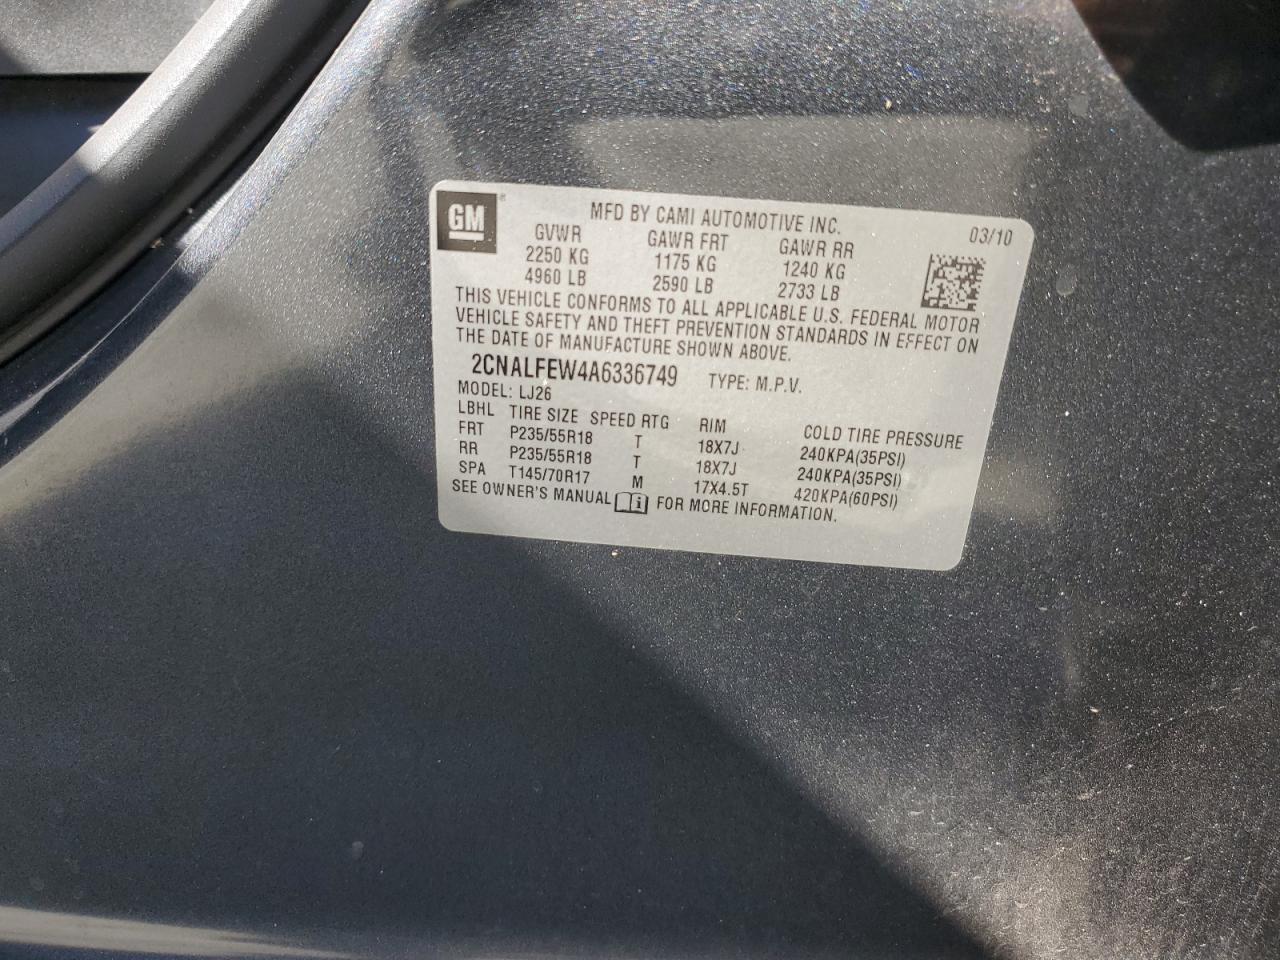 GM ® MFD BY CAMI AUTOMOTIVE INC. 03/10
GVWR GAWR FRT GAWR RR
2250 KG 1175 KG 1240 KG
4960 LB 2590 LB 2733 LB
THIS VEHICLE CONFORMS TO ALL APPLICABLE U.S. FEDERAL MOTOR
VEHICLE SAFETY AND THEFT PREVENTION STANDARDS IN EFFECT ON
THE DATE OF MANUFACTURE SHOWN ABOVE.
2CNALFEW4A6336749 TYPE: M.P.V.
MODEL: LJ26
LBHL TIRE SIZE SPEED RTG RIM COLD TIRE PRESSURE
FRT P235/55R18 T 18X7J 240KPA(35PSI)
RR P235/55R18 T 18X7J 240KPA(35PSI)
SPA T145/70R17 M 17X4.5T 420KPA(60PSI)
SEE OWNER'S MANUAL i FOR MORE INFORMATION.